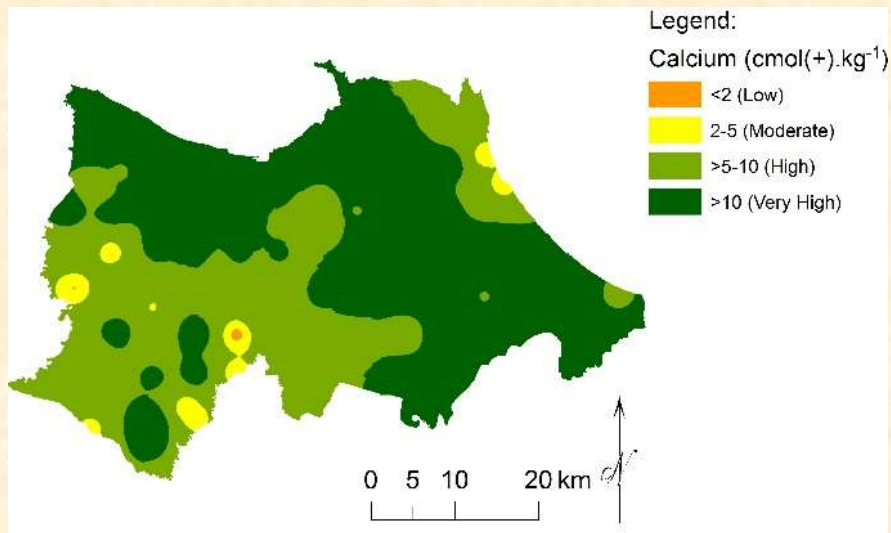 Legend:
Calcium (cmol(+).kg⁻¹)
<2 (Low)
2-5 (Moderate)
>5-10 (High)
>10 (Very High)
0 5 10 20 km
N